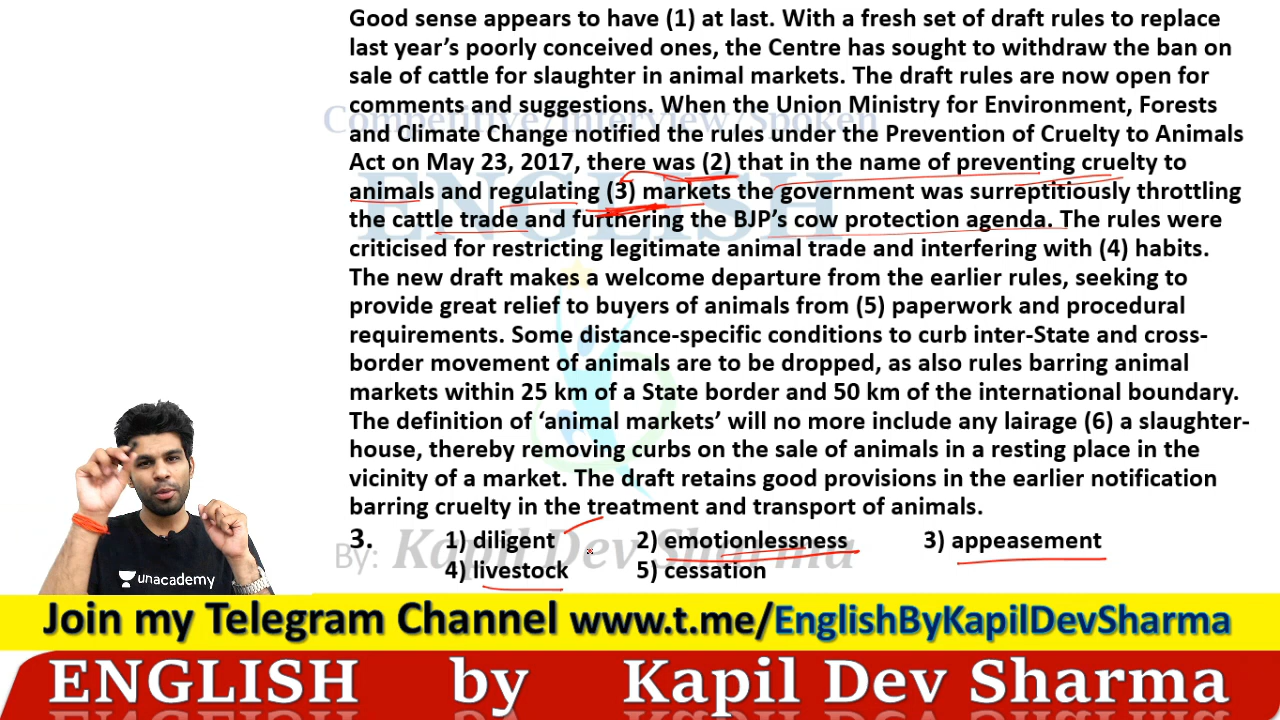 Good sense appears to have (1) at last. With a fresh set of draft rules to replace
last year's poorly conceived ones, the Centre has sought to withdraw the ban on
sale of cattle for slaughter in animal markets. The draft rules are now open for
comments and suggestions. When the Union Ministry for Environment, Forests
Competitive/Interview/Spoken
and Climate Change notified the rules under the Prevention of Cruelty to Animals
Act on May 23, 2017, there was (2) that in the name of preventing cruelty to
animals and regulating (3) markets the government was surreptitiously throttling
ENGLISH
the cattle trade and furthering the BJP's cow protection agenda. The rules were
criticised for restricting legitimate animal trade and interfering with (4) habits.
The new draft makes a welcome departure from the earlier rules, seeking to
provide great relief to buyers of animals from (5) paperwork and procedural
requirements. Some distance-specific conditions to curb inter-State and cross-
border movement of animals are to be dropped, as also rules barring animal
markets within 25 km of a State border and 50 km of the international boundary.
The definition of 'animal markets' will no more include any lairage (6) a slaughter-
house, thereby removing curbs on the sale of animals in a resting place in the
vicinity of a market. The draft retains good provisions in the earlier notification
barring cruelty in the treatment and transport of animals.
3. 1) diligent 2) emotionlessness 3) appeasement
By: Kapil Dev Sharma
4) livestock 5) cessation
unacademy
Join my Telegram Channel www.t.me/EnglishByKapilDevSharma
ENGLISH by Kapil Dev Sharma